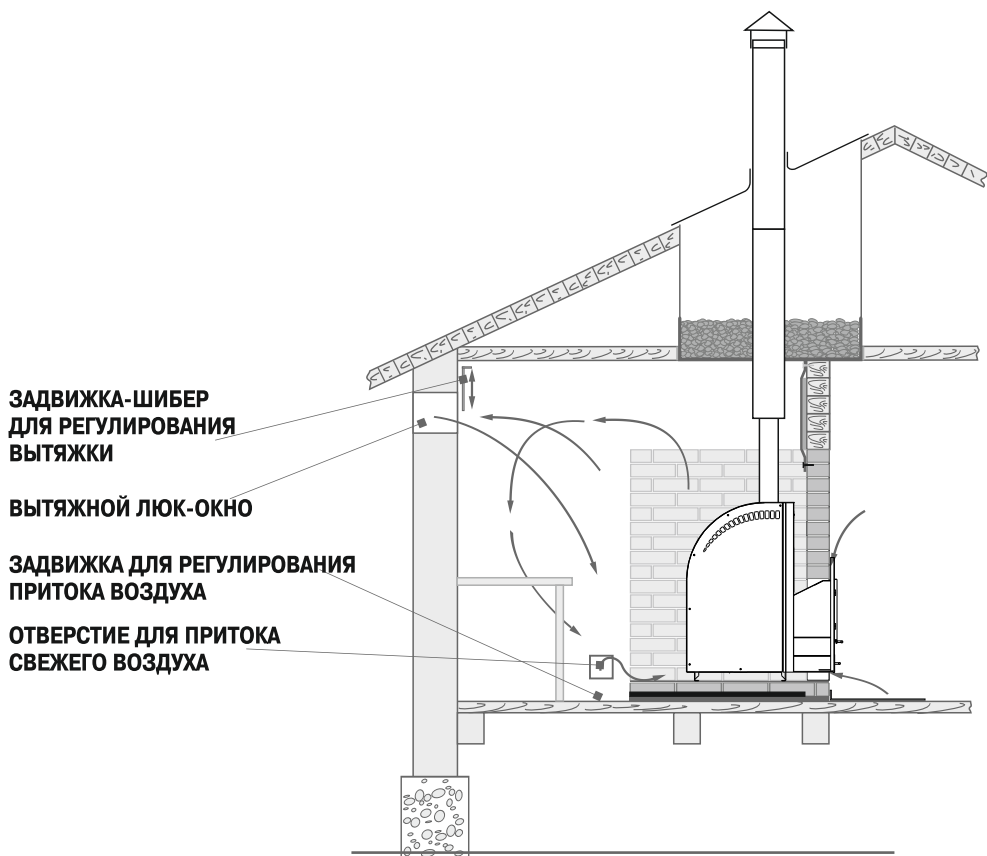 ЗАДВИЖКА-ШИБЕР
ДЛЯ РЕГУЛИРОВАНИЯ
ВЫТЯЖКИ
ВЫТЯЖНОЙ ЛЮК-ОКНО
ЗАДВИЖКА ДЛЯ РЕГУЛИРОВАНИЯ
ПРИТОКА ВОЗДУХА
ОТВЕРСТИЕ ДЛЯ ПРИТОКА
СВЕЖЕГО ВОЗДУХА